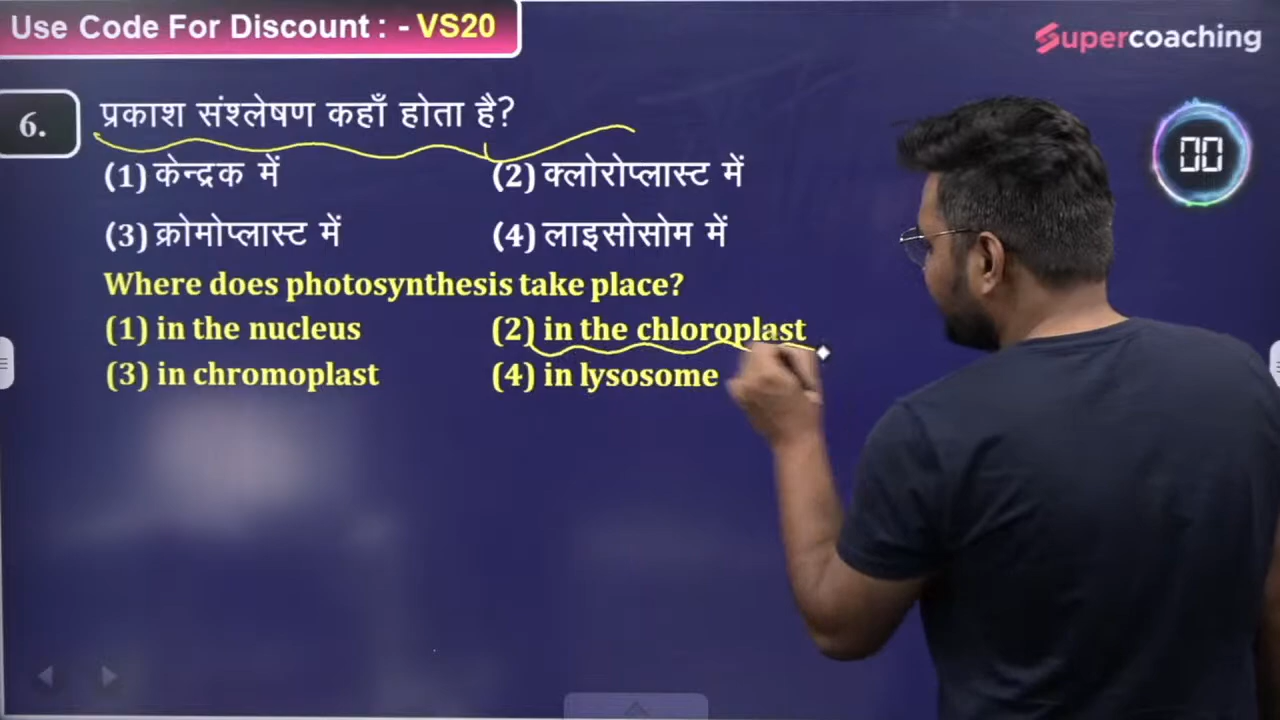 Use Code For Discount : - VS20
Supercoaching
6.
प्रकाश संश्लेषण कहाँ होता है?
00
(1) केन्द्रक में (2) क्लोरोप्लास्ट में
(3) क्रोमोप्लास्ट में (4) लाइसोसोम में
Where does photosynthesis take place?
(1) in the nucleus (2) in the chloroplast
(3) in chromoplast (4) in lysosome